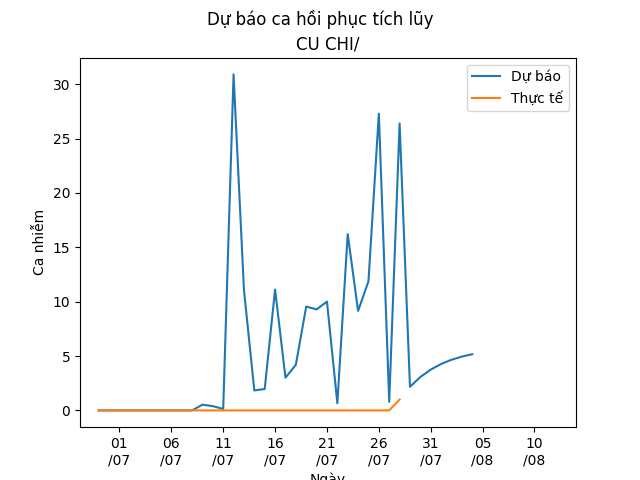 Dự báo ca hồi phục tích lũy
CU CHI/
Dự báo
Thực tế
Ca nhiễm
30
25
20
15
10
5
0
01 06 11 16 21 26 31 05 10
/07 /07 /07 /07 /07 /07 /07 /08 /08
Ngày